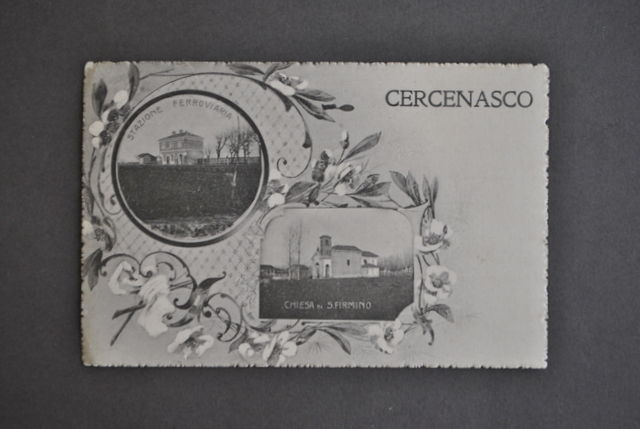 CERCENASCO
STAZIONE FERROVIARIA
CHIESA DI S. FIRMINO